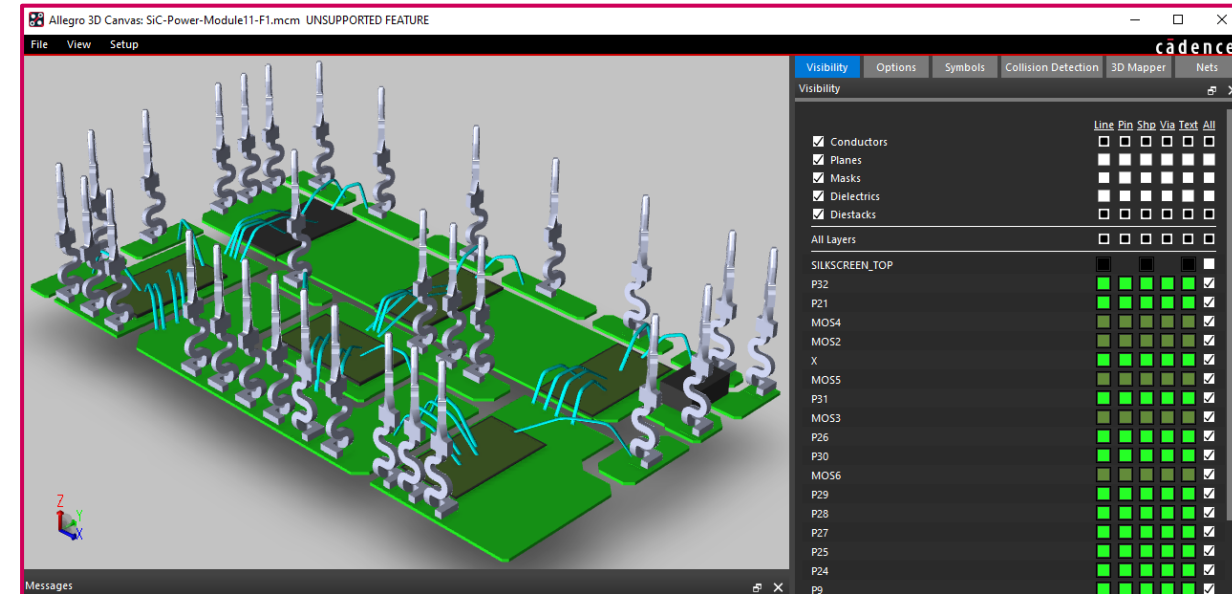 Allegro 3D Canvas: SiC-Power-Module11-F1.mcm UNSUPPORTED FEATURE
File View Setup
cādence
Visibility Options Symbols Collision Detection 3D Mapper Nets
Visibility
Line Pin Shp Via Text All
Conductors
Planes
Masks
Dielectrics
Diestacks
All Layers
SILKSCREEN_TOP
P32
P21
MOS4
MOS2
X
MOS5
P31
MOS3
P26
P30
MOS6
P29
P28
P27
P25
P24
P9
Z
Y
X
Messages